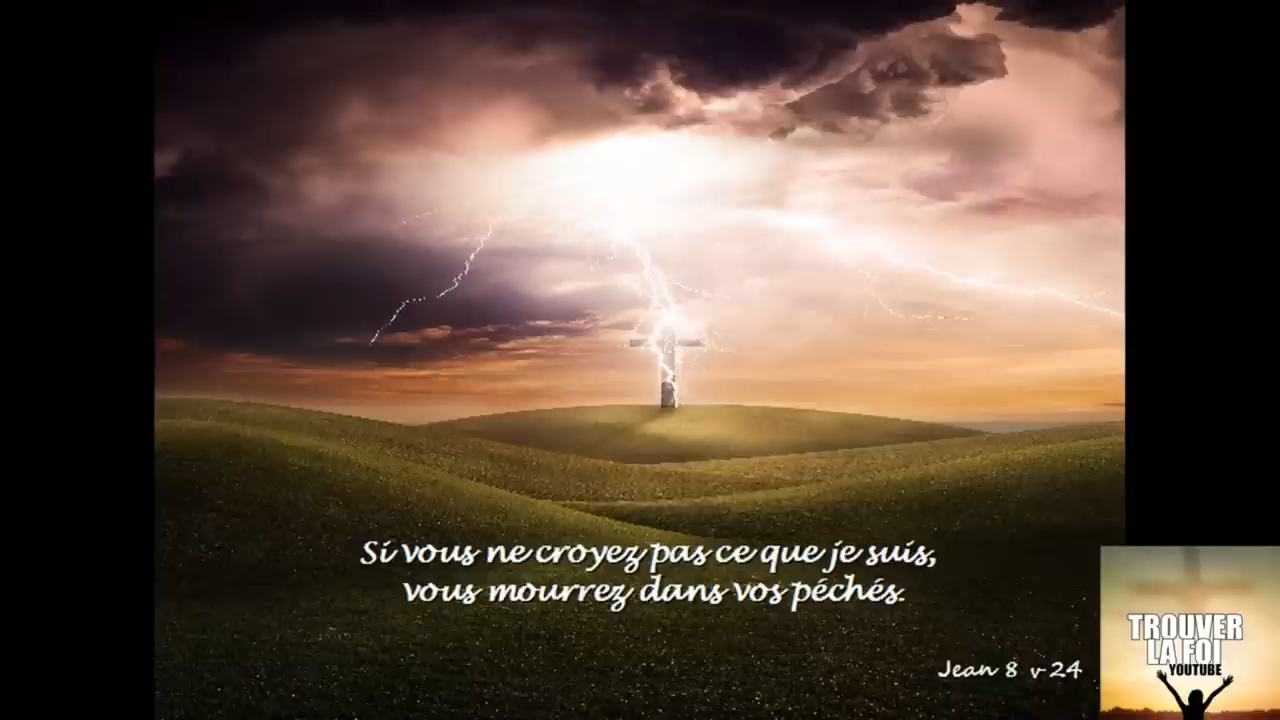 Si vous ne croyez pas ce que je suis,
vous mourrez dans vos péchés.
Jean 8 v 24
TROUVER
LA FOI
YOUTUBE